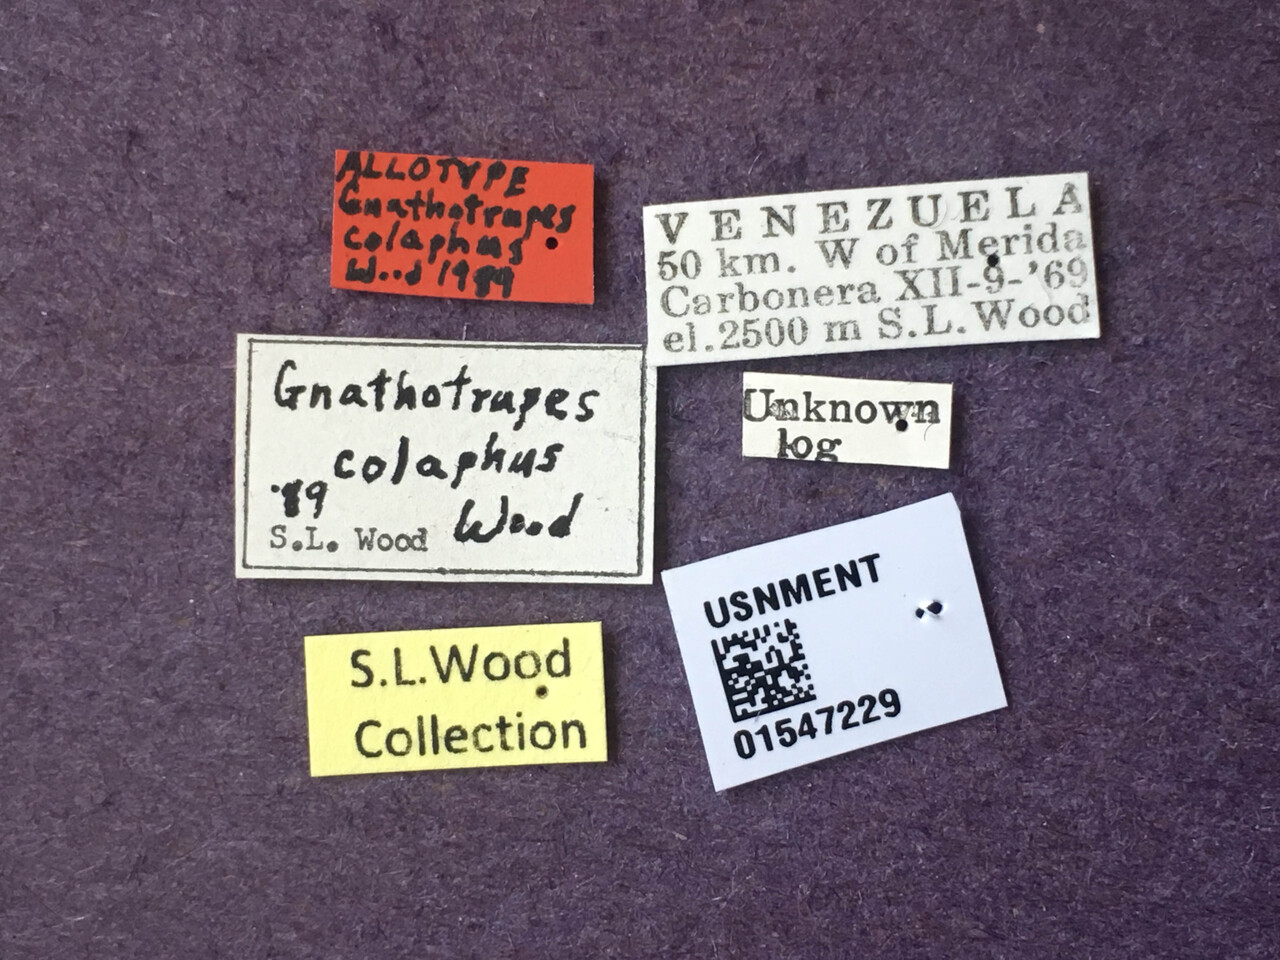 ALLOTYPE
Gnathotrupes
colaphus
Wood 1989
VENEZUELA
50 km. W of Merida
Carbonera XII-9-'69
el.2500 m S.L.Wood
Gnathotrupes
colaphus
'89 Wood
S.L. Wood
Unknown
log
S.L.Wood
Collection
USNMENT
01547229